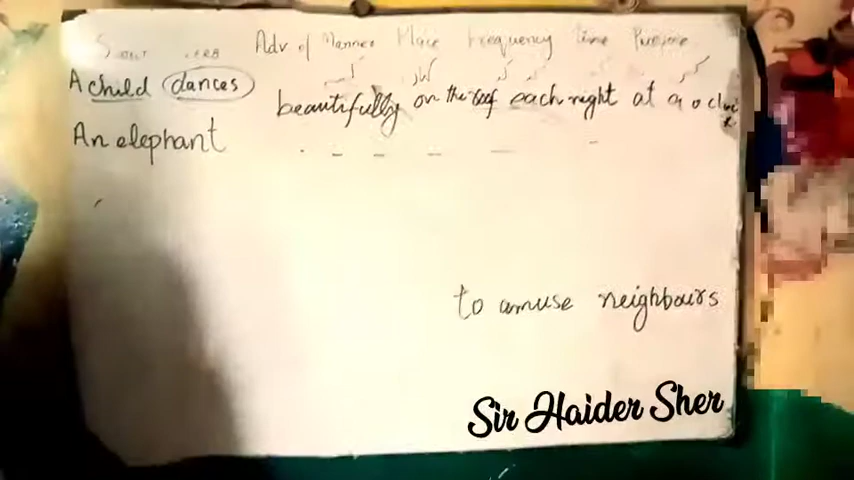 Adv of Manner Place Frequency time Purpose
A child dances beautifully on the roof each night at 9 o cloc
An elephant
to amuse neighbours
Sir Haider Sher